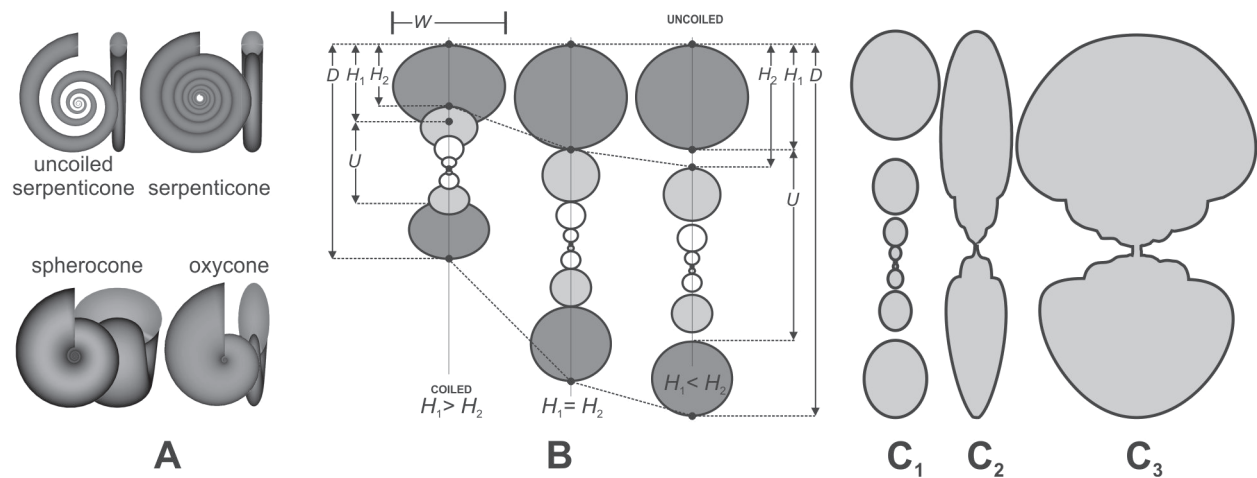 uncoiled
serpenticone
serpenticone
spherocone
oxycone
A
W
UNCOILED
D
H₁
H₂
U
H₂
H₁
D
U
COILED
H₁ > H₂
H₁ = H₂
H₁ < H₂
B
C₁
C₂
C₃